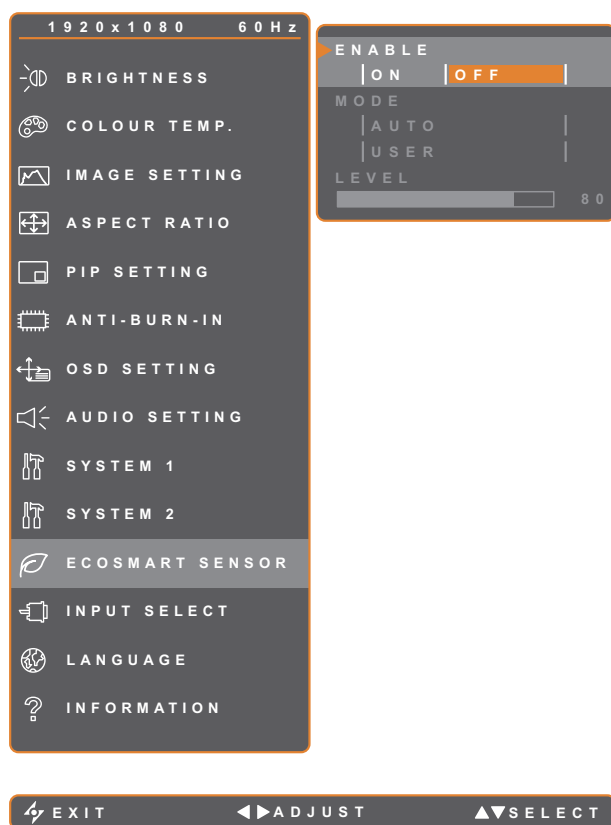 1920x1080 60Hz
BRIGHTNESS
COLOUR TEMP.
IMAGE SETTING
ASPECT RATIO
PIP SETTING
ANTI-BURN-IN
OSD SETTING
AUDIO SETTING
SYSTEM 1
SYSTEM 2
ECOSMART SENSOR
INPUT SELECT
LANGUAGE
INFORMATION
ENABLE
ON OFF
MODE
AUTO
USER
LEVEL
80
EXIT ADJUST SELECT